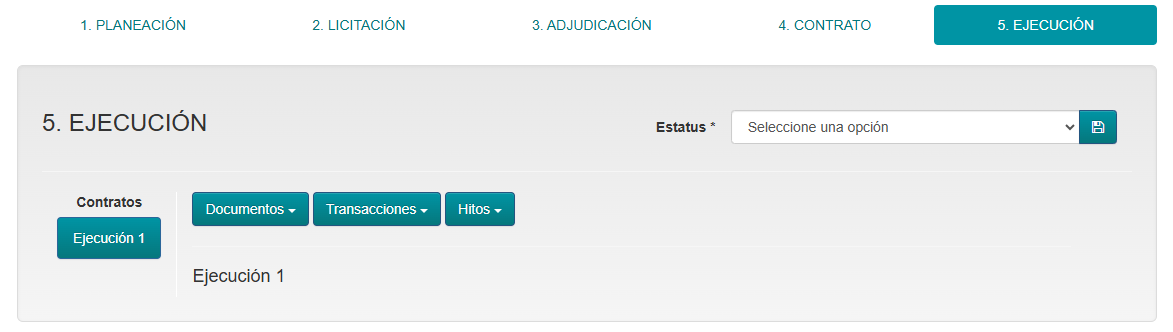 1. PLANEACIÓN 2. LICITACIÓN 3. ADJUDICACIÓN 4. CONTRATO 5. EJECUCIÓN
5. EJECUCIÓN
Estatus * Seleccione una opción
Contratos
Documentos Transacciones Hitos
Ejecución 1
Ejecución 1